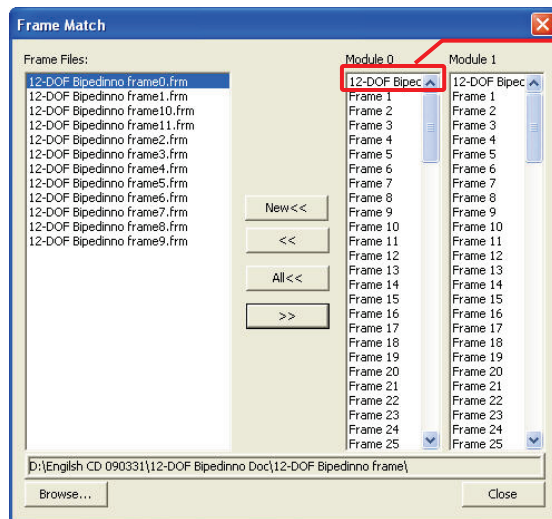 Frame Match
Frame Files:
12-DOF Bipedinno frame0.frm
12-DOF Bipedinno frame1.frm
12-DOF Bipedinno frame10.frm
12-DOF Bipedinno frame11.frm
12-DOF Bipedinno frame2.frm
12-DOF Bipedinno frame3.frm
12-DOF Bipedinno frame4.frm
12-DOF Bipedinno frame5.frm
12-DOF Bipedinno frame6.frm
12-DOF Bipedinno frame7.frm
12-DOF Bipedinno frame8.frm
12-DOF Bipedinno frame9.frm
New<<
<<
All<<
>>
Module 0
12-DOF Bipec
Frame 1
Frame 2
Frame 3
Frame 4
Frame 5
Frame 6
Frame 7
Frame 8
Frame 9
Frame 10
Frame 11
Frame 12
Frame 13
Frame 14
Frame 15
Frame 16
Frame 17
Frame 18
Frame 19
Frame 20
Frame 21
Frame 22
Frame 23
Frame 24
Frame 25
Module 1
12-DOF Bipec
Frame 1
Frame 2
Frame 3
Frame 4
Frame 5
Frame 6
Frame 7
Frame 8
Frame 9
Frame 10
Frame 11
Frame 12
Frame 13
Frame 14
Frame 15
Frame 16
Frame 17
Frame 18
Frame 19
Frame 20
Frame 21
Frame 22
Frame 23
Frame 24
Frame 25
D:\Engilsh CD 090331\12-DOF Bipedinno Doc\12-DOF Bipedinno frame\
Browse...
Close